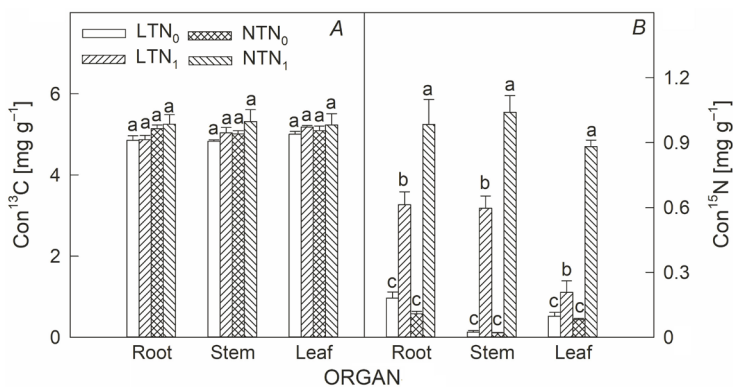 A
B
LTN₀
NTN₀
LTN₁
NTN₁
Con¹³C [mg g⁻¹]
6
4
2
0
a a a a
a a a a
a a a a
c b c a
c b c a
c b c a
1.2
0.9
0.6
0.3
0
Con¹⁵N [mg g⁻¹]
Root Stem Leaf
Root Stem Leaf
ORGAN